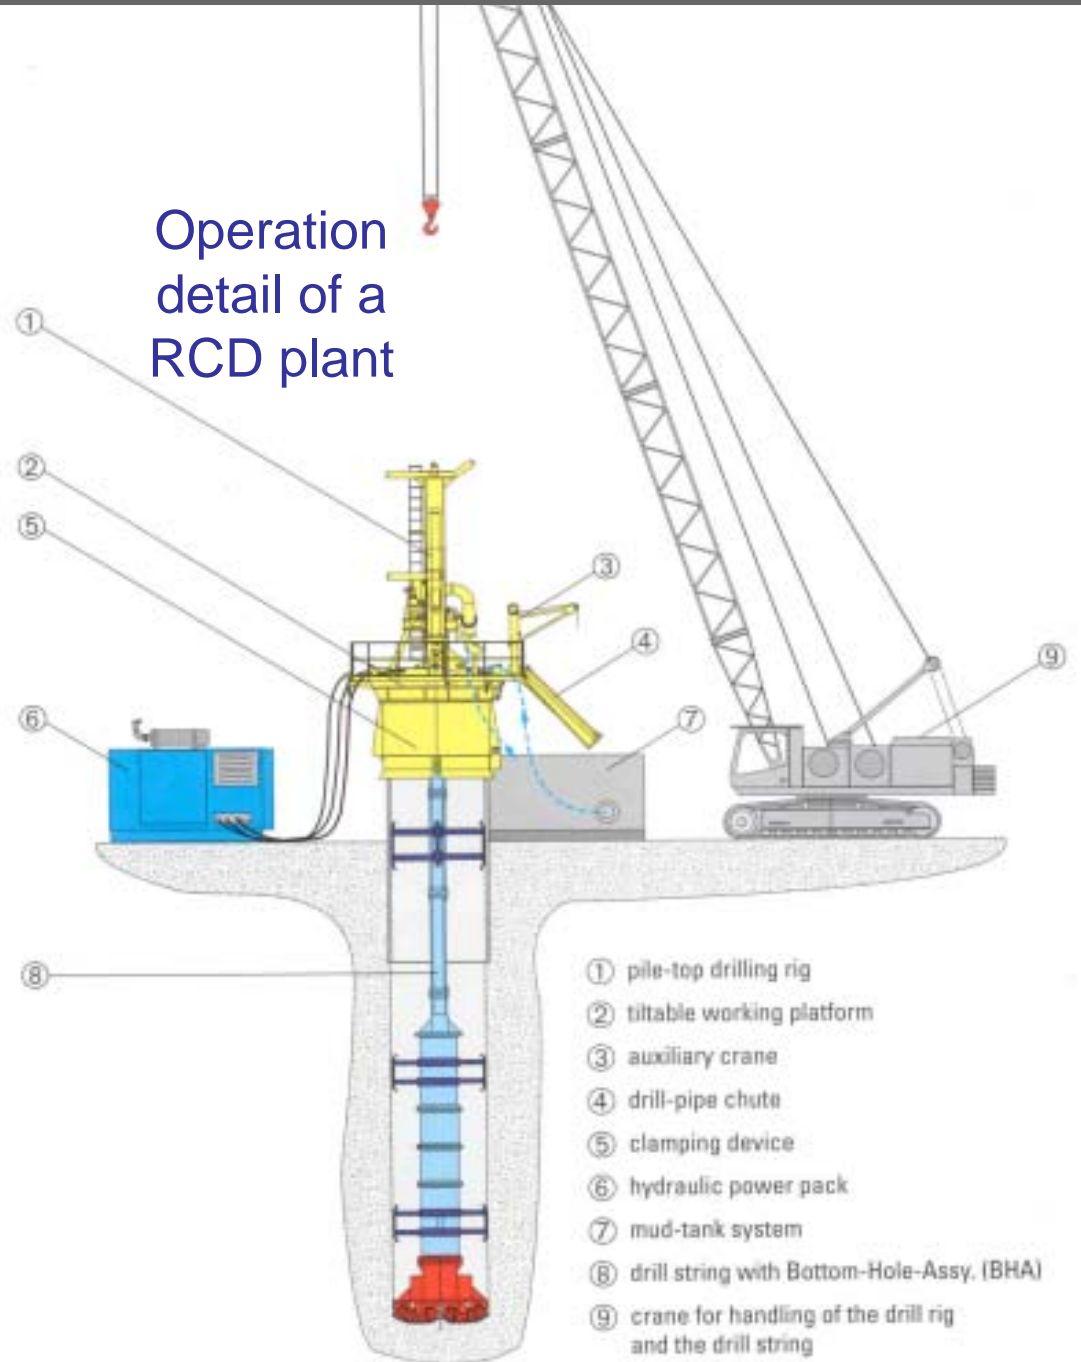 Operation
detail of a
RCD plant
①
②
⑤
③
④
⑨
⑥
⑦
⑧
① pile-top drilling rig
② tiltable working platform
③ auxiliary crane
④ drill-pipe chute
⑤ clamping device
⑥ hydraulic power pack
⑦ mud-tank system
⑧ drill string with Bottom-Hole-Assy. (BHA)
⑨ crane for handling of the drill rig
and the drill string